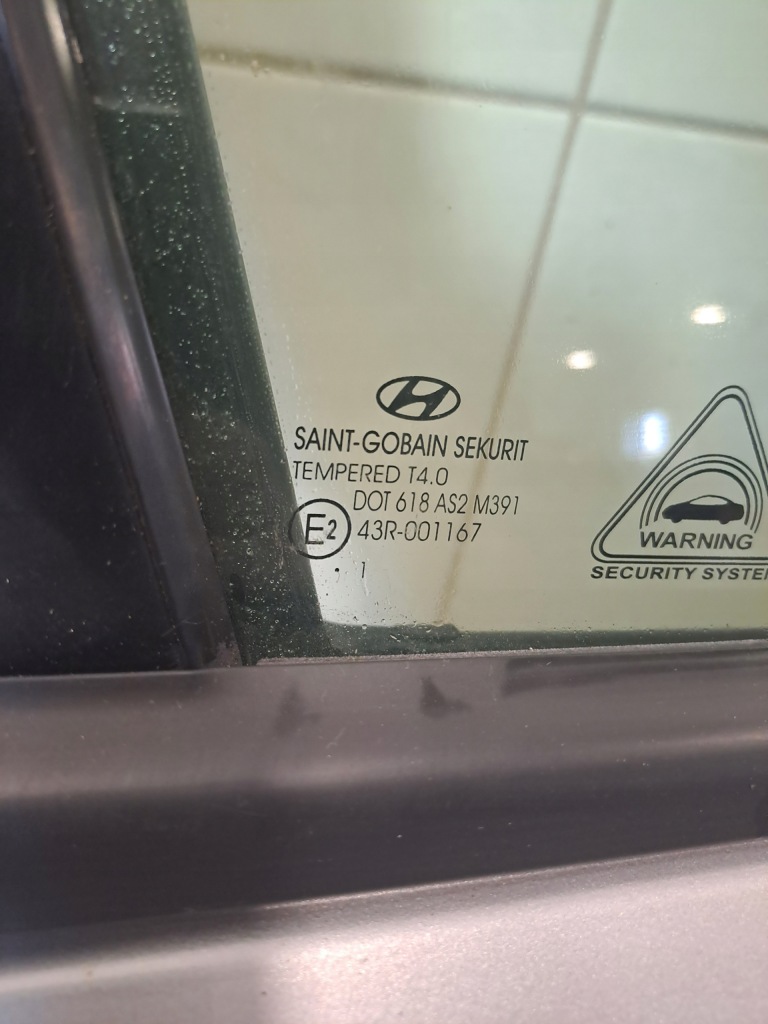 SAINT-GOBAIN SEKURIT
TEMPERED T4.0
DOT 618 AS2 M391
E2 43R-001167
. 1
WARNING
SECURITY SYSTEM